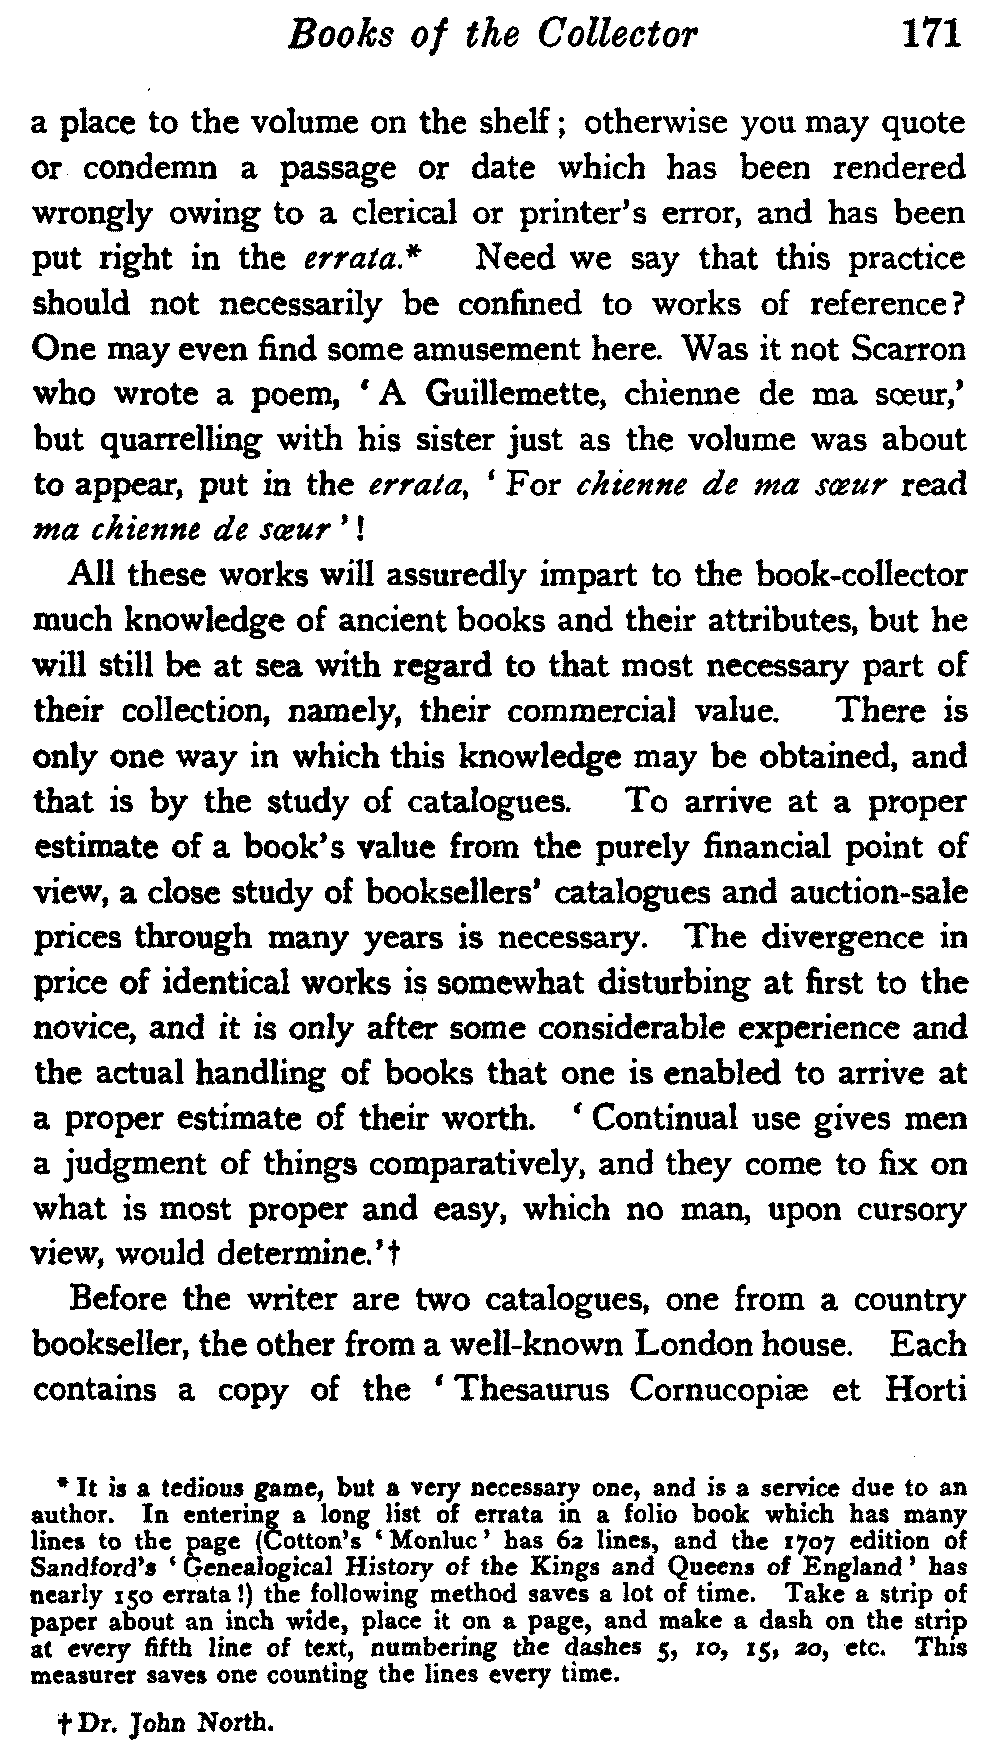 Books of the Collector 171
a place to the volume on the shelf; otherwise you may quote
or condemn a passage or date which has been rendered
wrongly owing to a clerical or printer's error, and has been
put right in the errata.* Need we say that this practice
should not necessarily be confined to works of reference?
One may even find some amusement here. Was it not Scarron
who wrote a poem, ‘A Guillemette, chienne de ma sœur,’
but quarrelling with his sister just as the volume was about
to appear, put in the errata, ‘For chienne de ma sœur read
ma chienne de sœur’!
All these works will assuredly impart to the book-collector
much knowledge of ancient books and their attributes, but he
will still be at sea with regard to that most necessary part of
their collection, namely, their commercial value. There is
only one way in which this knowledge may be obtained, and
that is by the study of catalogues. To arrive at a proper
estimate of a book's value from the purely financial point of
view, a close study of booksellers' catalogues and auction-sale
prices through many years is necessary. The divergence in
price of identical works is somewhat disturbing at first to the
novice, and it is only after some considerable experience and
the actual handling of books that one is enabled to arrive at
a proper estimate of their worth. ‘Continual use gives men
a judgment of things comparatively, and they come to fix on
what is most proper and easy, which no man, upon cursory
view, would determine.’†
Before the writer are two catalogues, one from a country
bookseller, the other from a well-known London house. Each
contains a copy of the ‘Thesaurus Cornucopiæ et Horti
* It is a tedious game, but a very necessary one, and is a service due to an
author. In entering a long list of errata in a folio book which has many
lines to the page (Cotton's ‘Monluc’ has 62 lines, and the 1707 edition of
Sandford's ‘Genealogical History of the Kings and Queens of England’ has
nearly 150 errata!) the following method saves a lot of time. Take a strip of
paper about an inch wide, place it on a page, and make a dash on the strip
at every fifth line of text, numbering the dashes 5, 10, 15, 20, etc. This
measurer saves one counting the lines every time.
† Dr. John North.